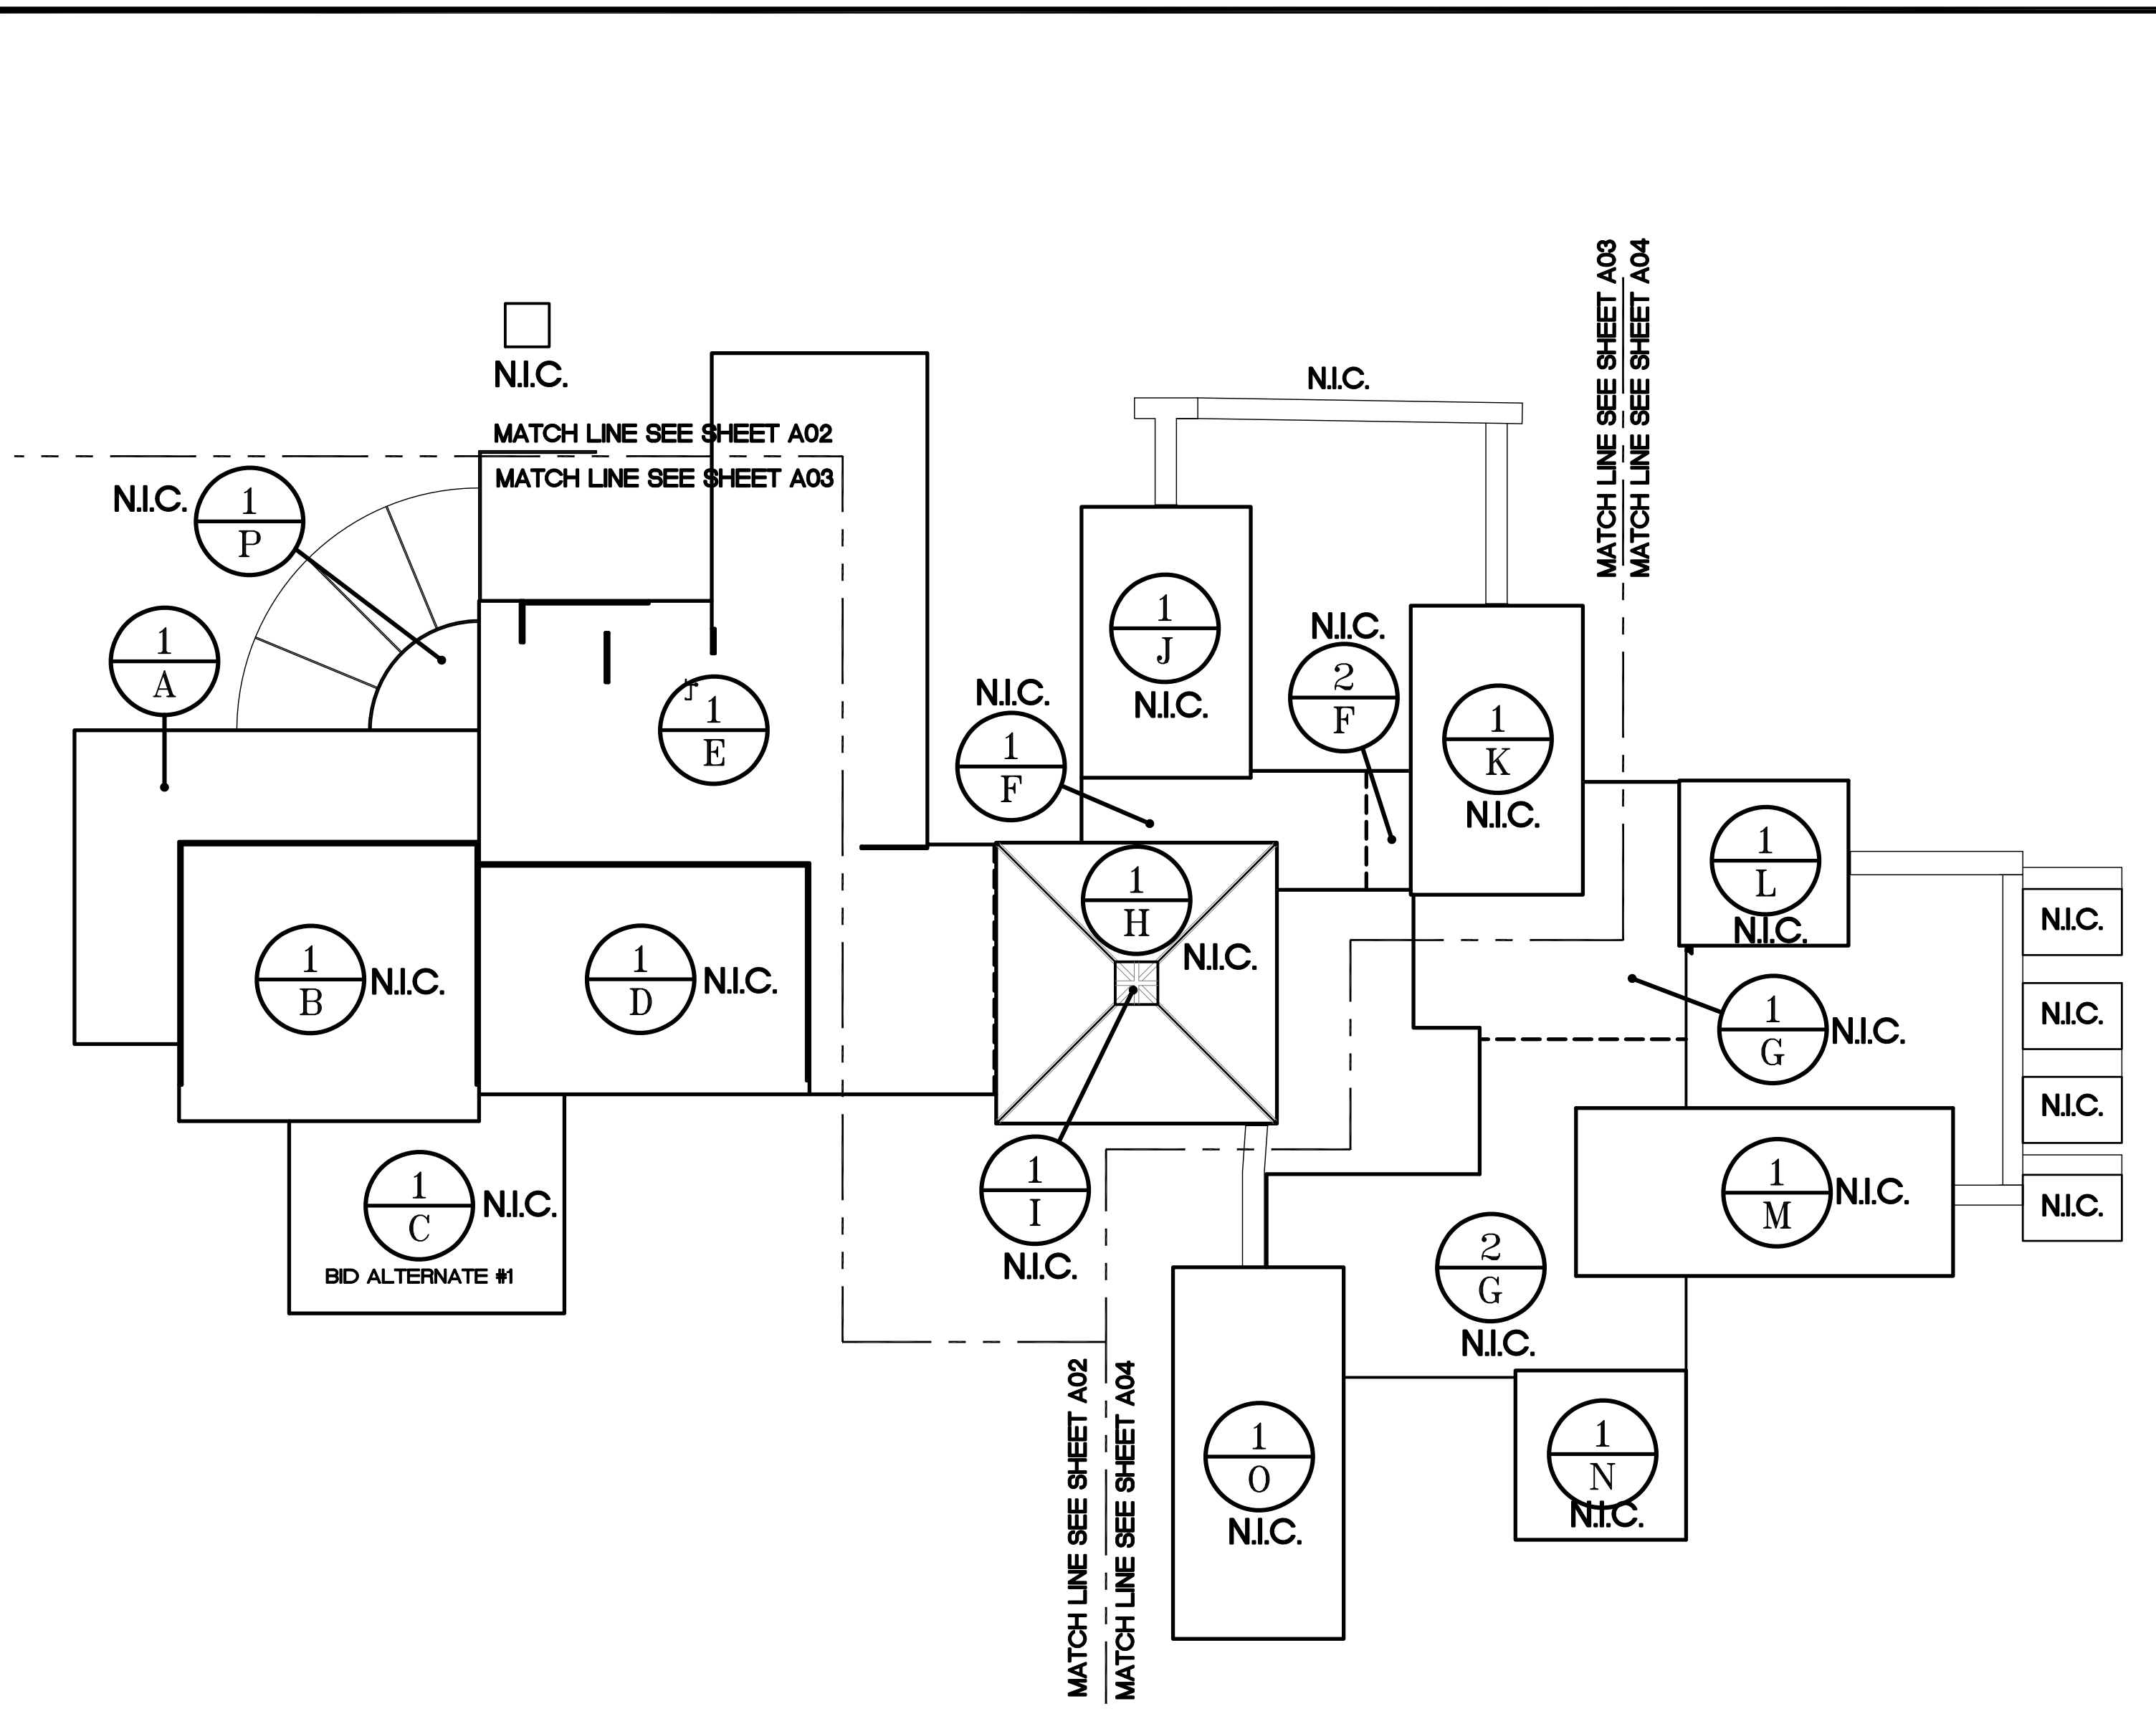 MATCH LINE SEE SHEET A03
MATCH LINE SEE SHEET A04
N.I.C.
N.I.C.
MATCH LINE SEE SHEET A02
MATCH LINE SEE SHEET A03
N.I.C.
1
P
1
A
1
J
N.I.C.
N.I.C.
2
F
1
E
N.I.C.
1
F
1
K
N.I.C.
1
L
N.I.C.
1
H
N.I.C.
N.I.C.
1
B
N.I.C.
1
D
N.I.C.
1
G
N.I.C.
N.I.C.
N.I.C.
N.I.C.
1
C
N.I.C.
BID ALTERNATE #1
1
I
N.I.C.
1
M
N.I.C.
2
G
N.I.C.
MATCH LINE SEE SHEET A02
MATCH LINE SEE SHEET A04
1
O
N.I.C.
1
N
N.I.C.